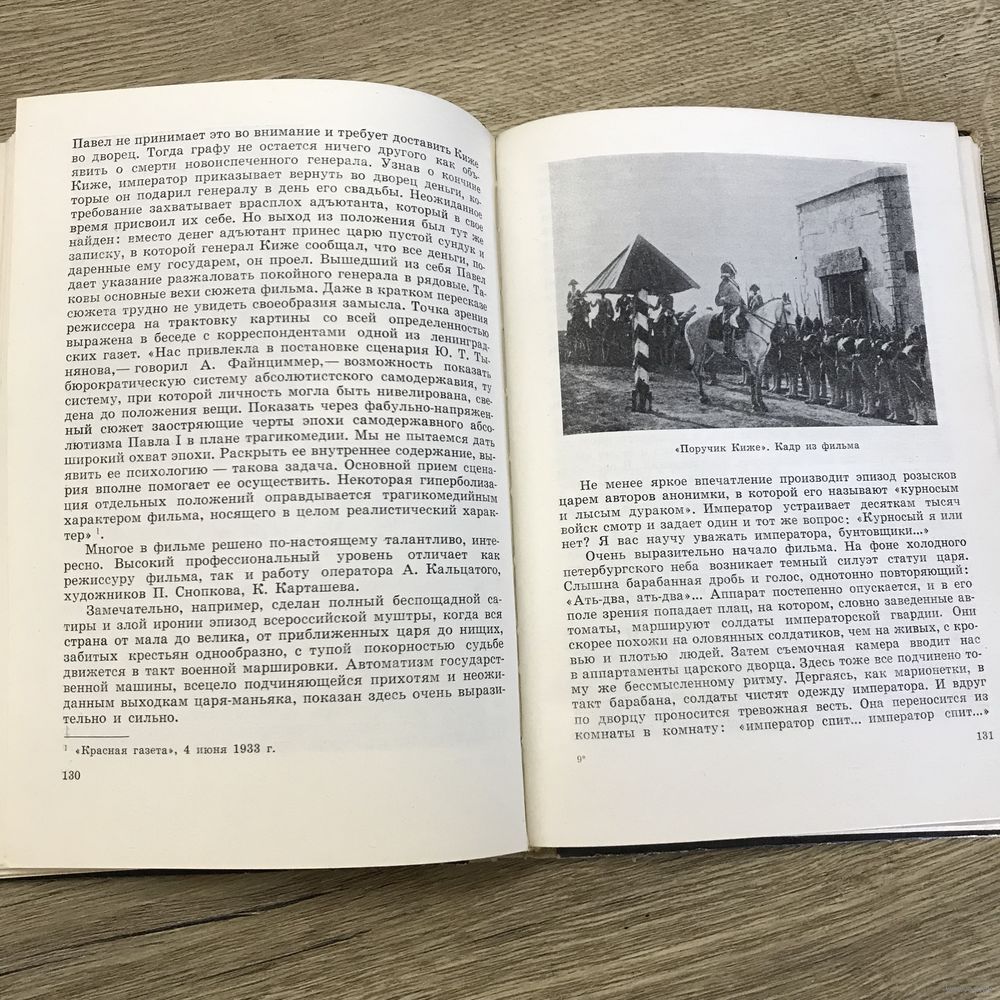 Павел не принимает это во внимание и требует доставить Киже
во дворец. Тогда графу не остается ничего другого как объ-
явить о смерти новоиспеченного генерала. Узнав о кончине
Киже, император приказывает вернуть во дворец деньги, ко-
торые он подарил генералу в день его свадьбы. Неожиданное
требование захватывает врасплох адъютанта, который в свое
время присвоил их себе. Но выход из положения был тут же
найден: вместо денег адъютант принес царю пустой сундук и
записку, в которой генерал Киже сообщал, что все деньги, по-
даренные ему государем, он проел. Вышедший из себя Павел
дает указание разжаловать покойного генерала в рядовые. Та-
ковы основные вехи сюжета фильма. Даже в кратком пересказе
сюжета трудно не увидеть своеобразия замысла. Точка зрения
режиссера на трактовку картины со всей определенностью
выражена в беседе с корреспондентами одной из ленинград-
ских газет. «Нас привлекла в постановке сценария Ю. Т. Ты-
нянова,— говорил А. Файнциммер,— возможность показать
бюрократическую систему абсолютистского самодержавия, ту
систему, при которой личность могла быть нивелирована, све-
дена до положения вещи. Показать через фабульно-напряжен-
ный сюжет заостряющие черты эпохи самодержавного абсо-
лютизма Павла I в плане трагикомедии. Мы не пытаемся дать
широкий охват эпохи. Раскрыть ее внутреннее содержание, вы-
явить ее психологию — такова задача. Основной прием сцена-
рия вполне помогает ее осуществить. Некоторая гиперболиза-
ция отдельных положений оправдывается трагикомедийным
характером фильма, носящего в целом реалистический харак-
тер» ¹.
Многое в фильме решено по-настоящему талантливо, инте-
ресно. Высокий профессиональный уровень отличает как
режиссуру фильма, так и работу оператора А. Кальцатого,
художников П. Снопкова, К. Карташева.
Замечательно, например, сделан полный беспощадной са-
тиры и злой иронии эпизод всероссийской муштры, когда вся
страна от мала до велика, от приближенных царя до нищих,
забитых крестьян однообразно, с тупой покорностью судьбе
движется в такт военной маршировки. Автоматизм государст-
венной машины, всецело подчиняющейся прихотям и неожи-
данным выходкам царя-маньяка, показан здесь очень вырази-
тельно и сильно.
¹ «Красная газета», 4 июня 1933 г.
130
«Поручик Киже». Кадр из фильма
Не менее яркое впечатление производит эпизод розысков
царем авторов анонимки, в которой его называют «курносым
и лысым дураком». Император устраивает десяткам тысяч
войск смотр и задает один и тот же вопрос: «Курносый я или
нет? Я вас научу уважать императора, бунтовщики...»
Очень выразительно начало фильма. На фоне холодного
петербургского неба возникает темный силуэт статуи царя.
Слышна барабанная дробь и голос, однотонно повторяющий:
«Ать-два, ать-два»... Аппарат постепенно опускается, и в его
поле зрения попадает плац, на котором, словно заведенные ав-
томаты, маршируют солдаты императорской гвардии. Они
скорее похожи на оловянных солдатиков, чем на живых, с кро-
вью и плотью людей. Затем съемочная камера вводит нас
в аппартаменты царского дворца. Здесь тоже все подчинено то-
му же бессмысленному ритму. Дергаясь, как марионетки, в
такт барабана, солдаты чистят одежду императора. И вдруг
по дворцу проносится тревожная весть. Она переносится из
комнаты в комнату: «император спит... император спит...»
131
9*